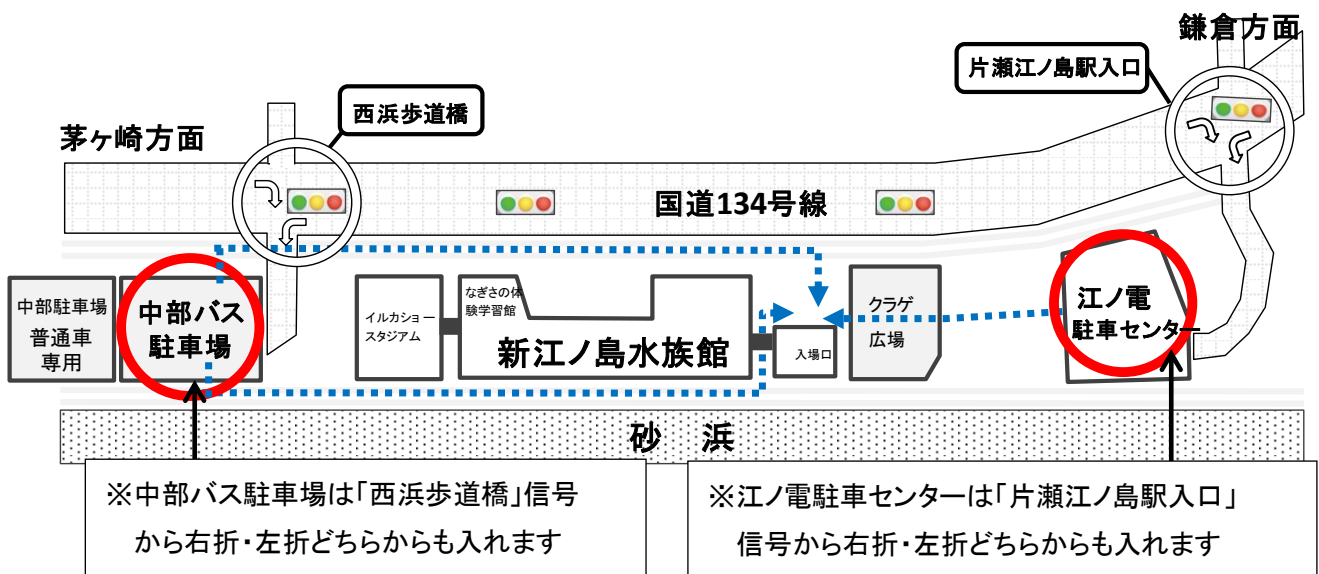 鎌倉方面
片瀬江ノ島駅入口
西浜歩道橋
茅ヶ崎方面
国道134号線
中部駐車場
普通車
専用
中部バス
駐車場
イルカショー
スタジアム
なぎさの体
験学習館
新江ノ島水族館
入場口
クラゲ
広場
江ノ電
駐車センター
砂 浜
※中部バス駐車場は「西浜歩道橋」信号
から右折・左折どちらからも入れます
※江ノ電駐車センターは「片瀬江ノ島駅入口」
信号から右折・左折どちらからも入れます